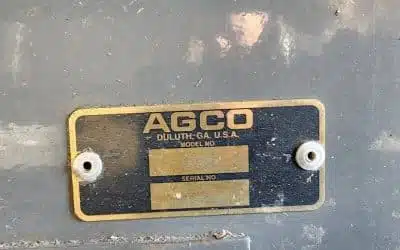 AGCO
DULUTH, GA. U.S.A.
MODEL NO.
SERIAL NO.